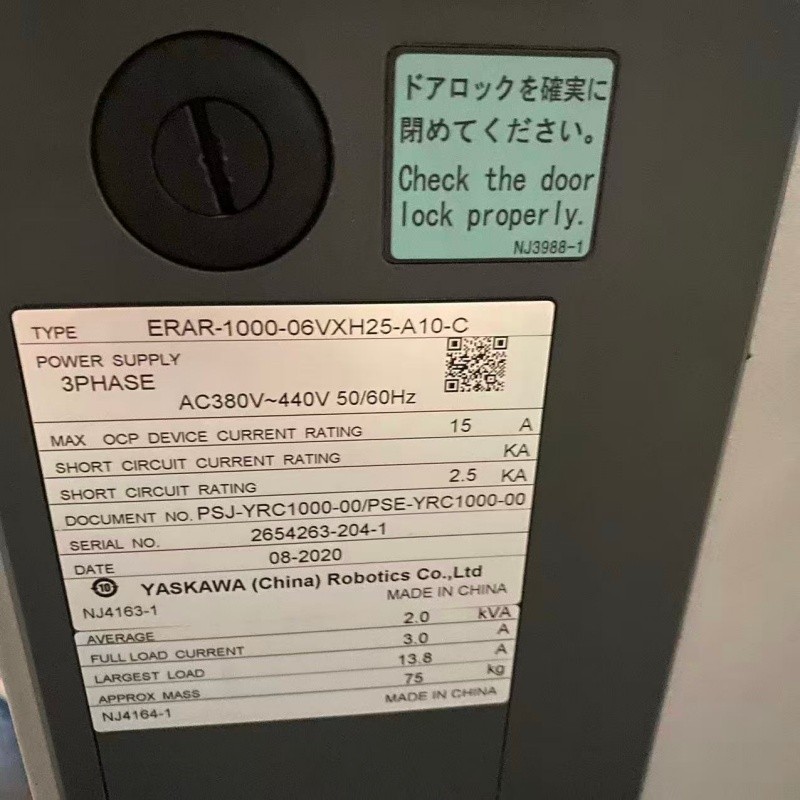 ドアロックを確実に
閉めてください。
Check the door
lock properly.
NJ3988-1
TYPE ERAR-1000-06VXH25-A10-C
POWER SUPPLY
3PHASE
AC380V~440V 50/60Hz
MAX OCP DEVICE CURRENT RATING 15 A
SHORT CIRCUIT CURRENT RATING KA
SHORT CIRCUIT RATING 2.5 KA
DOCUMENT NO. PSJ-YRC1000-00/PSE-YRC1000-00
SERIAL NO. 2654263-204-1
DATE 08-2020
10 YASKAWA (China) Robotics Co.,Ltd
NJ4163-1 MADE IN CHINA
AVERAGE 2.0 kVA
FULL LOAD CURRENT 3.0 A
LARGEST LOAD 13.8 A
APPROX MASS 75 kg
NJ4164-1 MADE IN CHINA